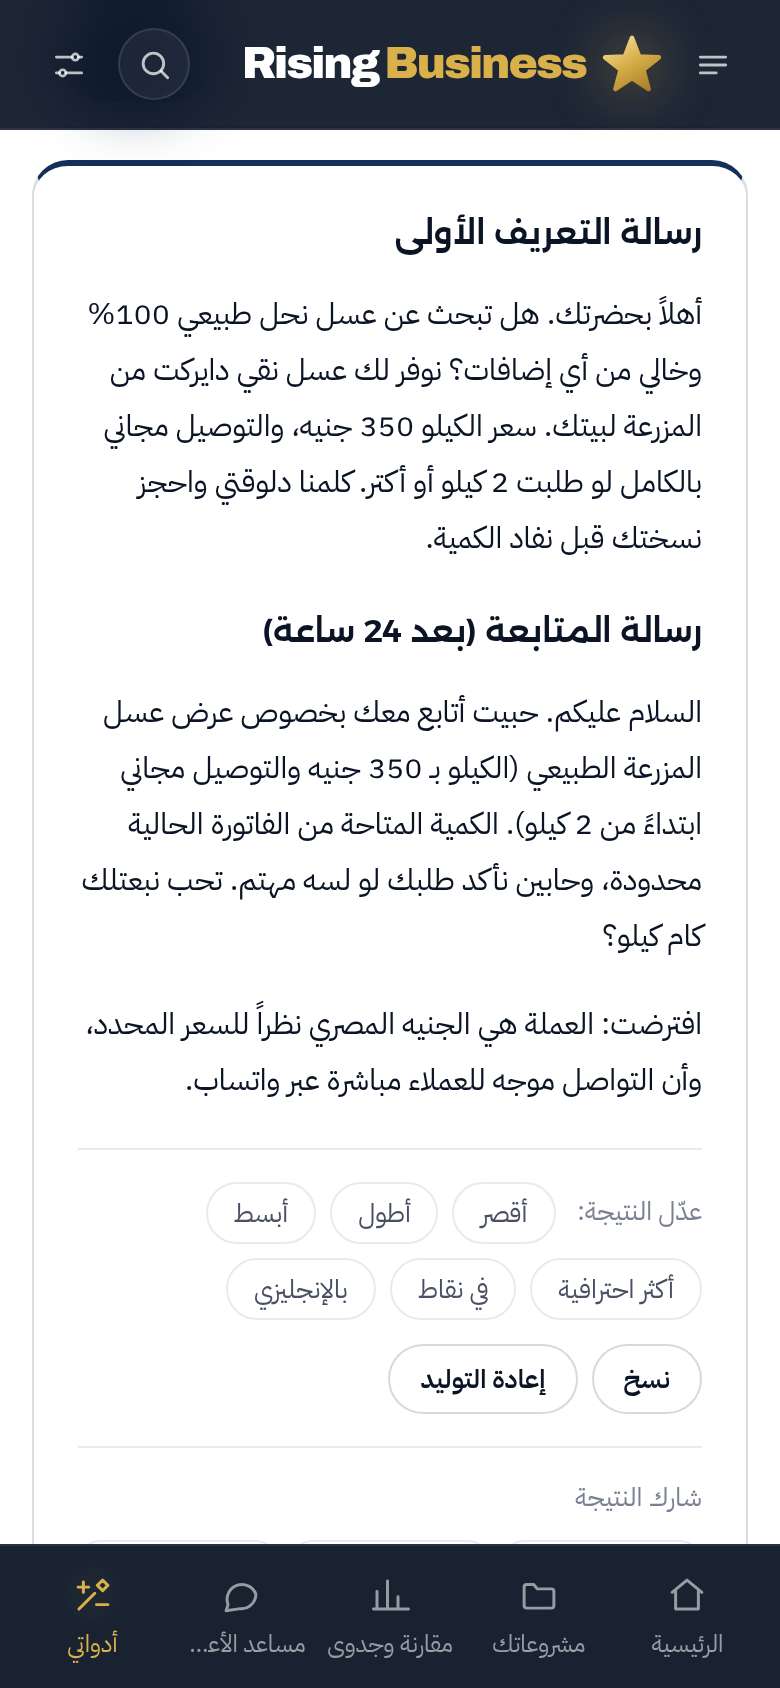 Rising Business
رسالة التعريف الأولى
أهلاً بحضرتك. هل تبحث عن عسل نحل طبيعي 100%
وخالي من أي إضافات؟ نوفر لك عسل نقي دايركت من
المزرعة لبيتك. سعر الكيلو 350 جنيه، والتوصيل مجاني
بالكامل لو طلبت 2 كيلو أو أكتر. كلمنا دلوقتي واحجز
نسختك قبل نفاد الكمية.
رسالة المتابعة (بعد 24 ساعة)
السلام عليكم. حبيت أتابع معك بخصوص عرض عسل
المزرعة الطبيعي (الكيلو بـ 350 جنيه والتوصيل مجاني
ابتداءً من 2 كيلو). الكمية المتاحة من الفاتورة الحالية
محدودة، وحابين نأكد طلبك لو لسه مهتم. تحب نبعتلك
كام كيلو؟
افترضت: العملة هي الجنيه المصري نظراً للسعر المحدد،
وأن التواصل موجه للعملاء مباشرة عبر واتساب.
عدّل النتيجة: أقصر أطول أبسط
أكثر احترافية في نقاط بالإنجليزي
نسخ إعادة التوليد
شارك النتيجة
الرئيسية مشروعاتك مقارنة وجدوى مساعد الأعـ... أدواتي